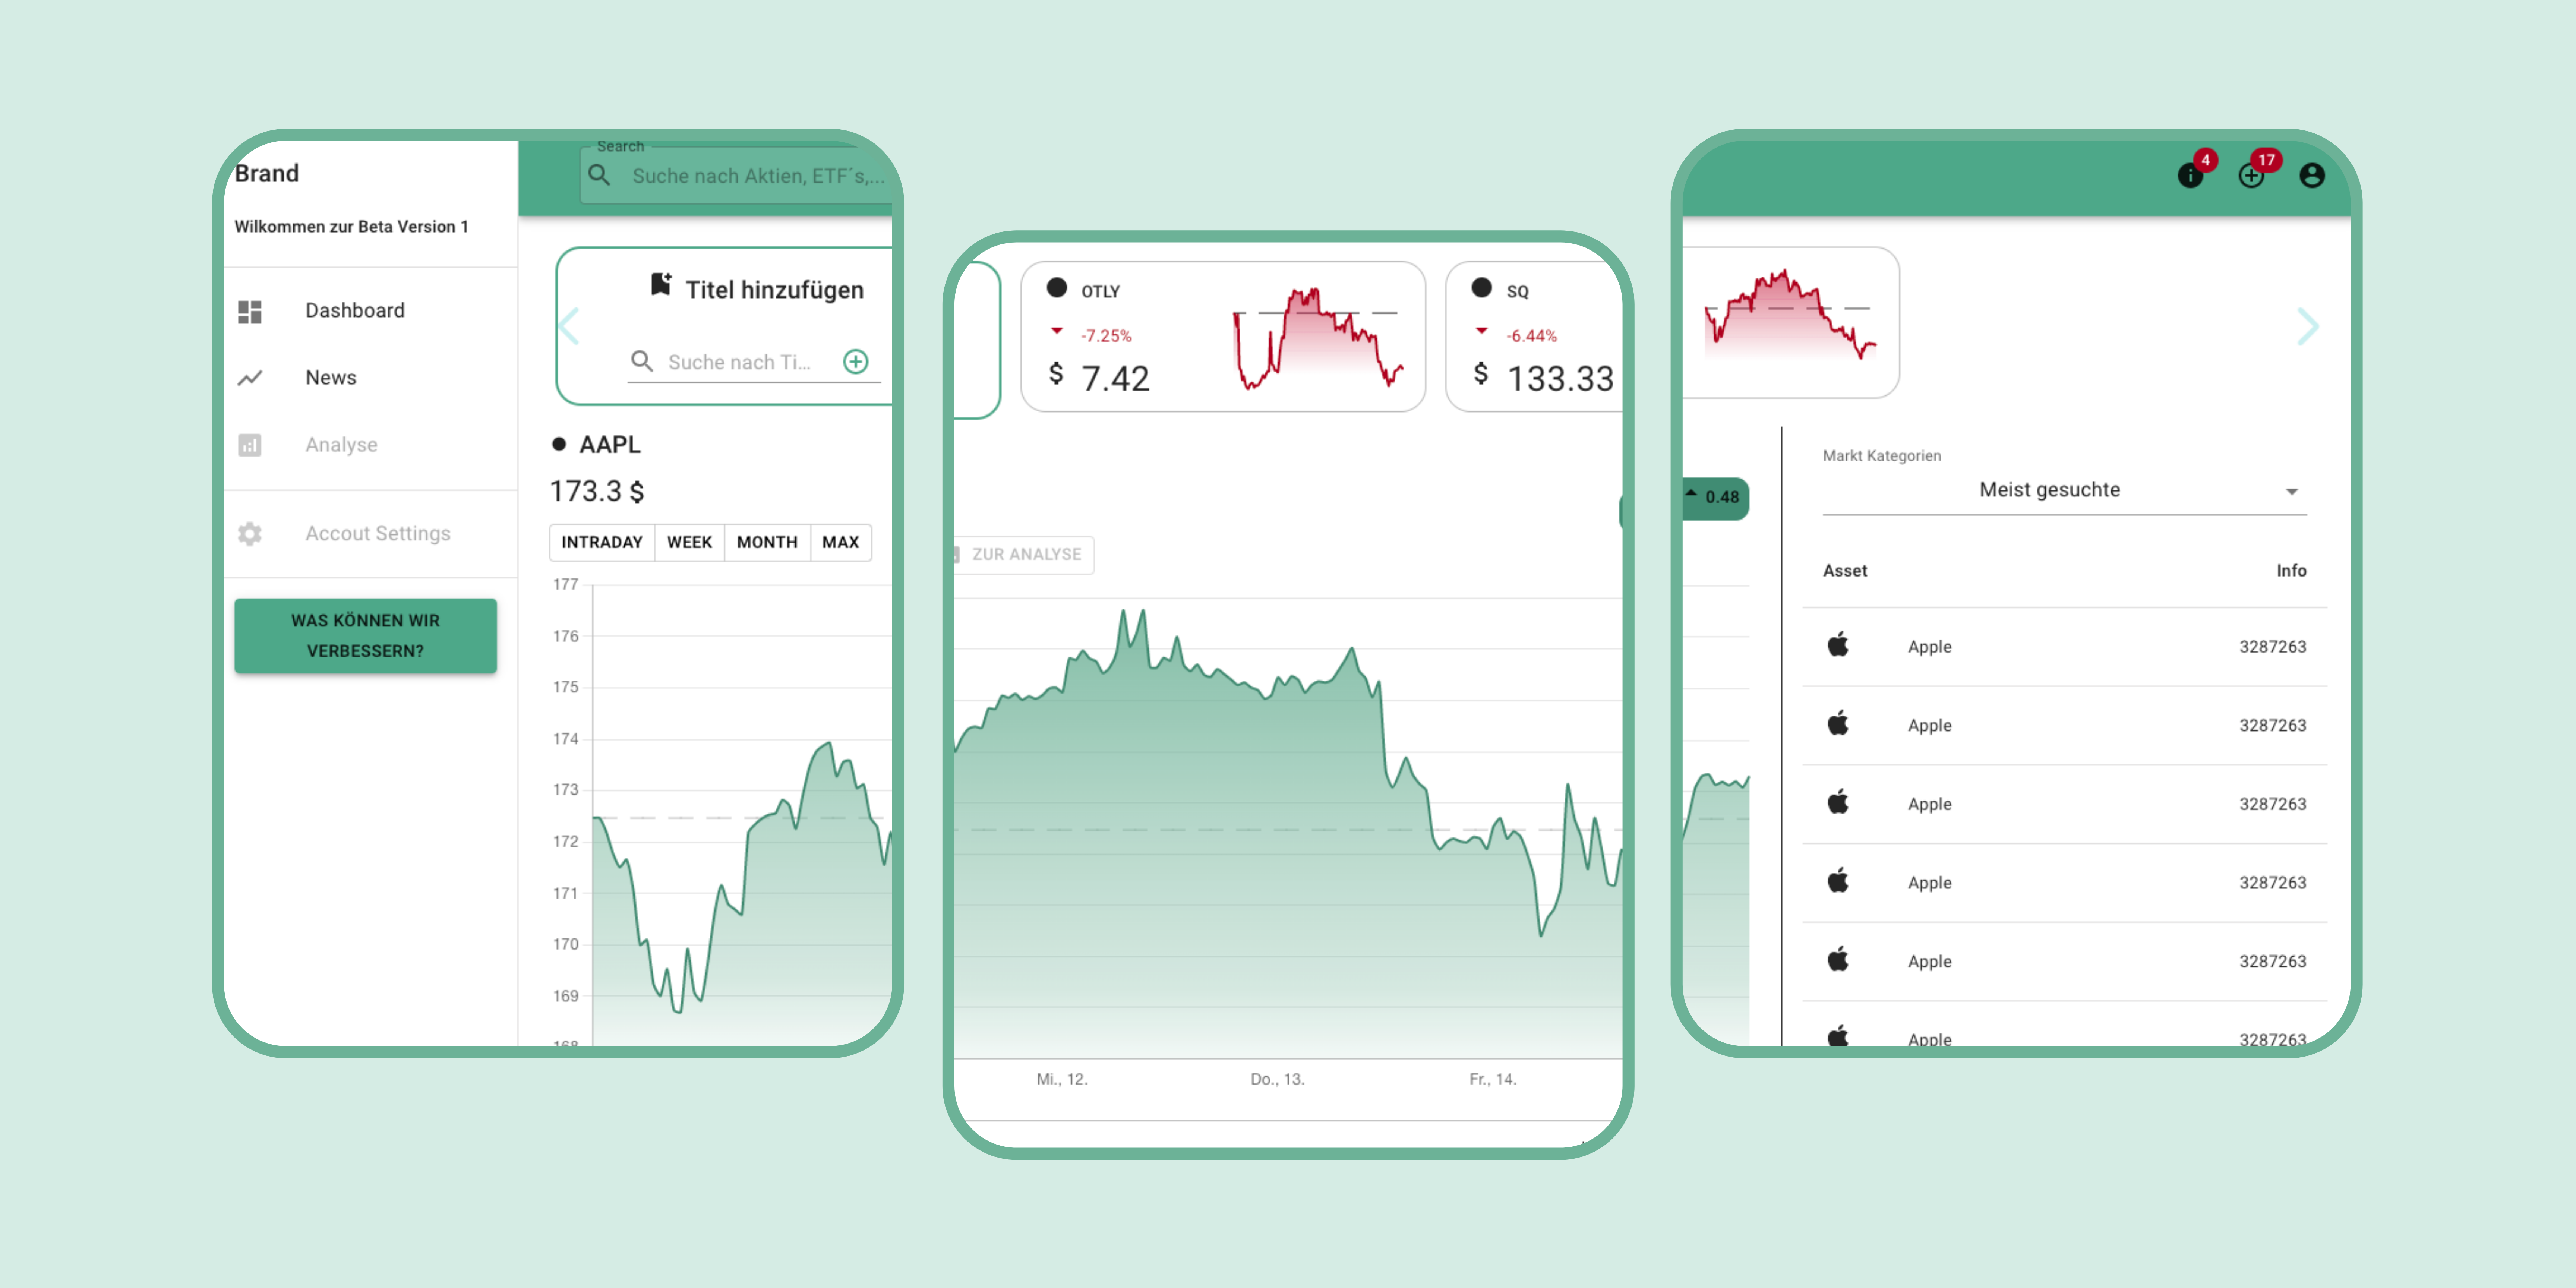 Brand
Wilkommen zur Beta Version 1
Dashboard
News
Analyse
Accout Settings
WAS KÖNNEN WIR
VERBESSERN?
Search
Suche nach Aktien, ETF´s,...
Titel hinzufügen
Suche nach Ti...
AAPL
173.3 $
INTRADAY WEEK MONTH MAX
177
176
175
174
173
172
171
170
169
168
OTLY
-7.25%
$ 7.42
SQ
-6.44%
$ 133.33
ZUR ANALYSE
Mi., 12. Do., 13. Fr., 14.
4 17
0.48
Markt Kategorien
Meist gesuchte
Asset Info
Apple 3287263
Apple 3287263
Apple 3287263
Apple 3287263
Apple 3287263
Apple 3287263